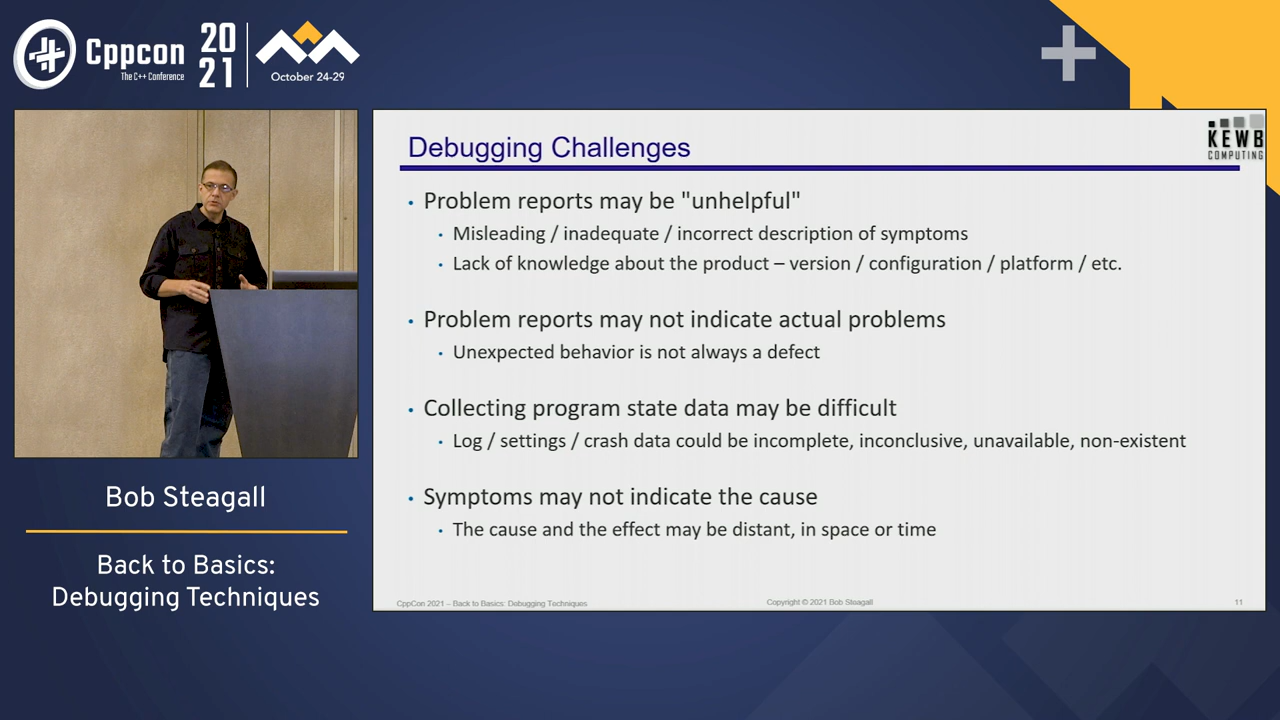 Cppcon
The C++ Conference
20
21
October 24-29
KEWB
COMPUTING
Debugging Challenges
• Problem reports may be "unhelpful"
• Misleading / inadequate / incorrect description of symptoms
• Lack of knowledge about the product – version / configuration / platform / etc.
• Problem reports may not indicate actual problems
• Unexpected behavior is not always a defect
• Collecting program state data may be difficult
• Log / settings / crash data could be incomplete, inconclusive, unavailable, non-existent
• Symptoms may not indicate the cause
• The cause and the effect may be distant, in space or time
CppCon 2021 – Back to Basics: Debugging Techniques
Copyright © 2021 Bob Steagall
11
Bob Steagall
Back to Basics:
Debugging Techniques